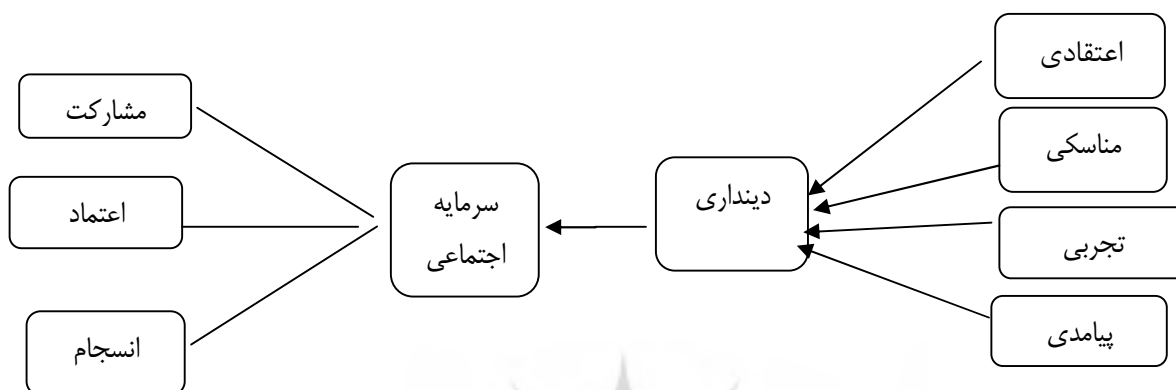 اعتقادی
مناسکی
تجربی
پیامدی
دینداری
سرمایه
اجتماعی
مشارکت
اعتماد
انسجام